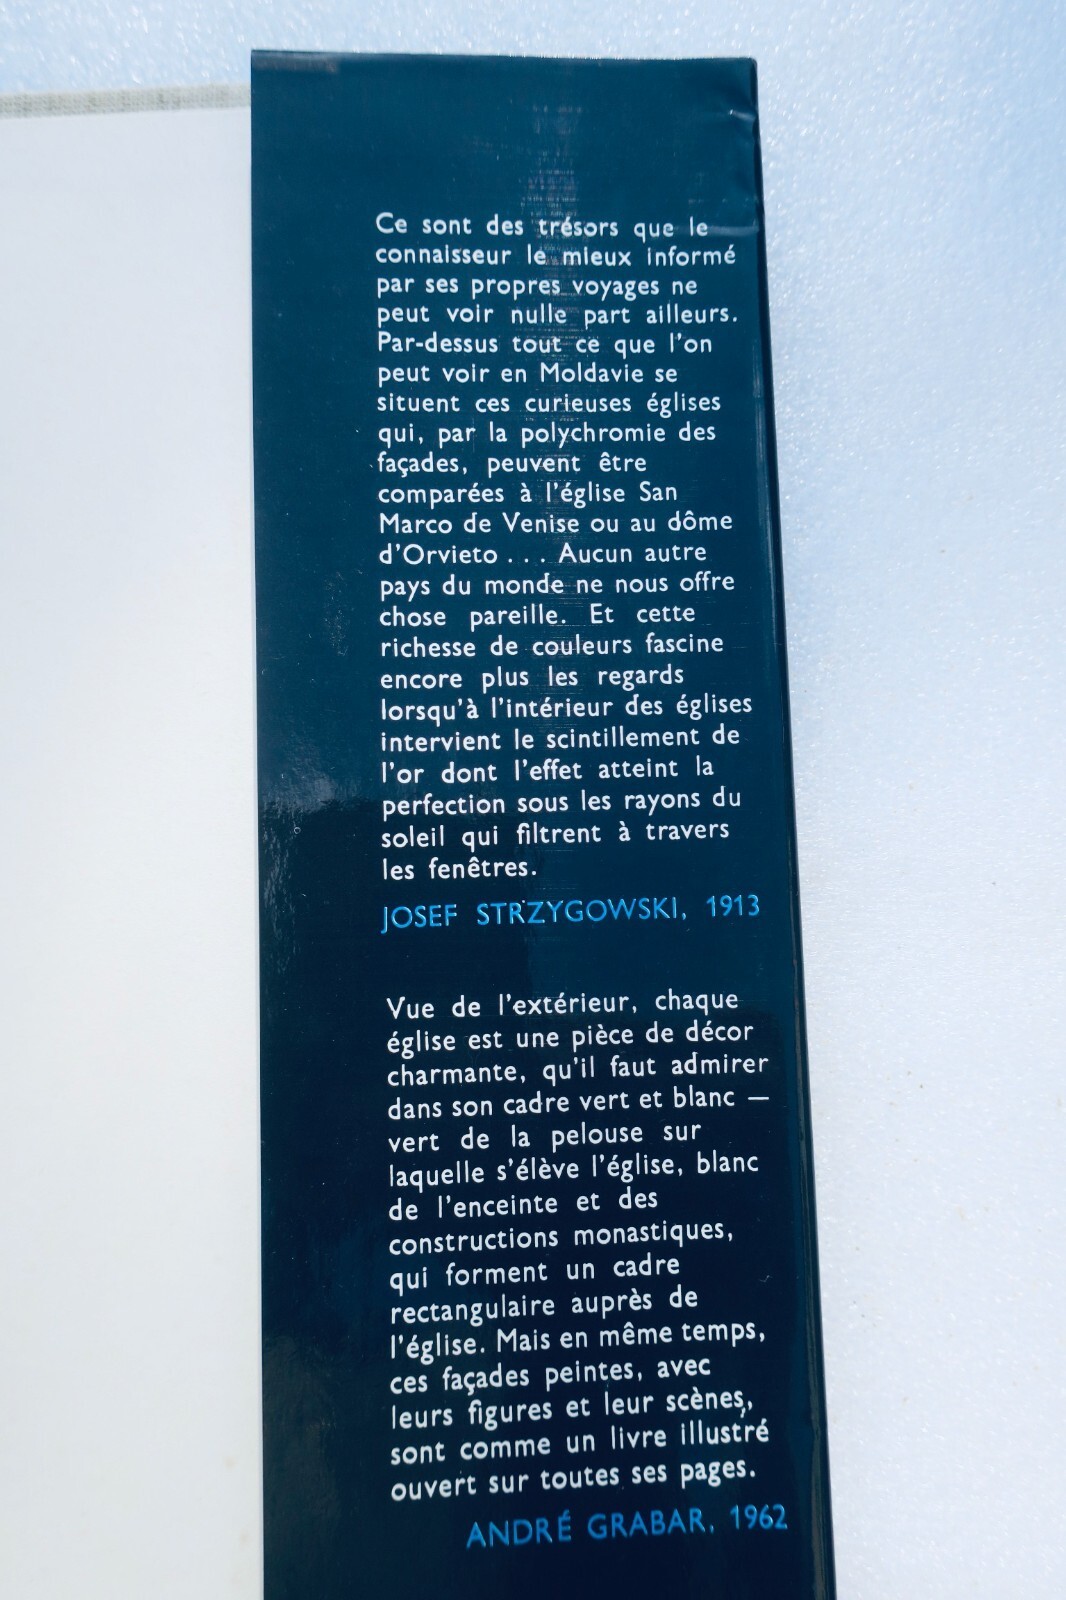 Ce sont des trésors que le
connaisseur le mieux informé
par ses propres voyages ne
peut voir nulle part ailleurs.
Par-dessus tout ce que l'on
peut voir en Moldavie se
situent ces curieuses églises
qui, par la polychromie des
façades, peuvent être
comparées à l'église San
Marco de Venise ou au dôme
d'Orvieto . . . Aucun autre
pays du monde ne nous offre
chose pareille. Et cette
richesse de couleurs fascine
encore plus les regards
lorsqu'à l'intérieur des églises
intervient le scintillement de
l'or dont l'effet atteint la
perfection sous les rayons du
soleil qui filtrent à travers
les fenêtres.
JOSEF STRZYGOWSKI, 1913
Vue de l'extérieur, chaque
église est une pièce de décor
charmante, qu'il faut admirer
dans son cadre vert et blanc —
vert de la pelouse sur
laquelle s'élève l'église, blanc
de l'enceinte et des
constructions monastiques,
qui forment un cadre
rectangulaire auprès de
l'église. Mais en même temps,
ces façades peintes, avec
leurs figures et leur scènes,
sont comme un livre illustré
ouvert sur toutes ses pages.
ANDRÉ GRABAR, 1962